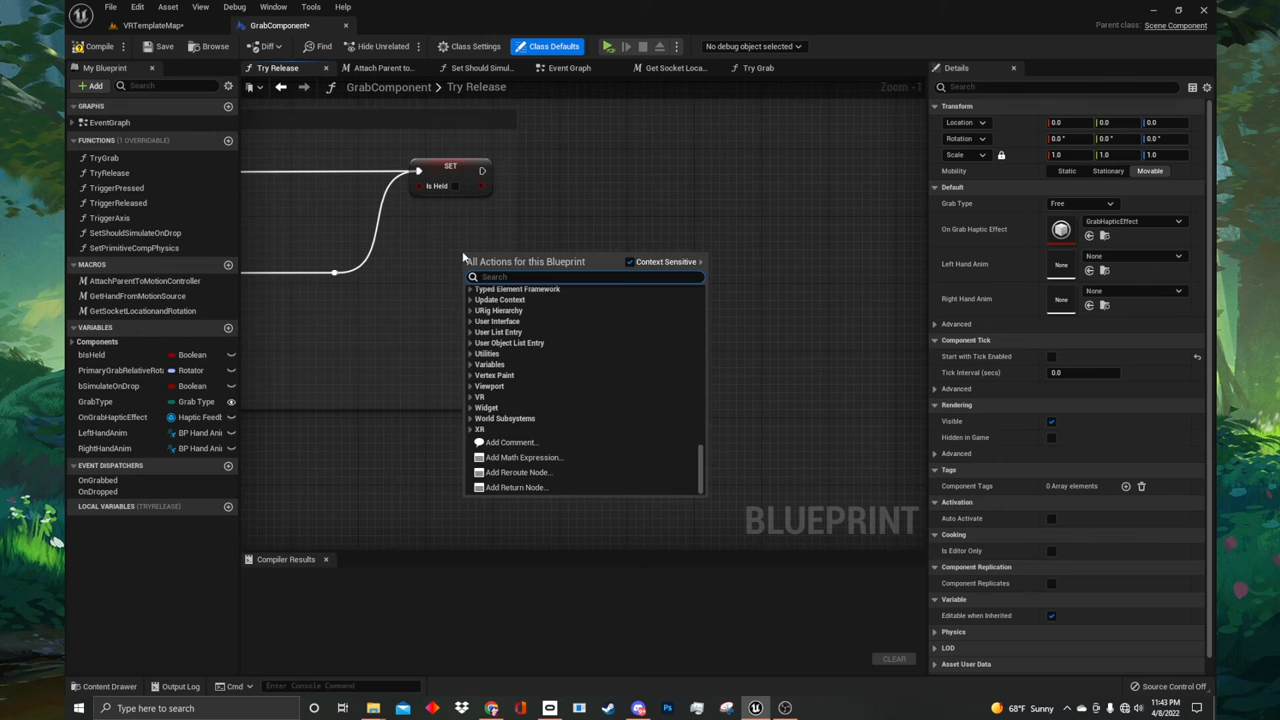 File Edit Asset View Debug Window Tools Help
VRTemplateMap*
GrabComponent*
Parent class: Scene Component
Compile Save Browse Diff Find Hide Unrelated Class Settings Class Defaults No debug object selected
My Blueprint
Try Release
Attach Parent to...
Set Should Simul...
Event Graph
Get Socket Loca...
Try Grab
Details
Add
Search
GrabComponent > Try Release
Zoom -1
Search
GRAPHS
EventGraph
FUNCTIONS (1 OVERRIDABLE)
TryGrab
TryRelease
TriggerPressed
TriggerReleased
TriggerAxis
SetShouldSimulateOnDrop
SetPrimitiveCompPhysics
MACROS
AttachParentToMotionController
GetHandFromMotionSource
GetSocketLocationandRotation
VARIABLES
Components
bIsHeld Boolean
PrimaryGrabRelativeRota Rotator
bSimulateOnDrop Boolean
GrabType Grab Type
OnGrabHapticEffect Haptic Feedb
LeftHandAnim BP Hand Ani
RightHandAnim BP Hand Ani
EVENT DISPATCHERS
OnGrabbed
OnDropped
LOCAL VARIABLES (TRYRELEASE)
SET
Is Held
All Actions for this Blueprint
Context Sensitive
Search
Typed Element Framework
Update Context
URig Hierarchy
User Interface
User List Entry
User Object List Entry
Utilities
Variables
Vertex Paint
Viewport
VR
Widget
World Subsystems
XR
Add Comment...
Add Math Expression...
Add Reroute Node...
Add Return Node...
BLUEPRINT
Compiler Results
CLEAR
Transform
Location 0.0 0.0 0.0
Rotation 0.0 ° 0.0 ° 0.0 °
Scale 1.0 1.0 1.0
Mobility Static Stationary Movable
Default
Grab Type Free
On Grab Haptic Effect GrabHapticEffect
Left Hand Anim None None
Right Hand Anim None None
Advanced
Component Tick
Start with Tick Enabled
Tick Interval (secs) 0.0
Advanced
Rendering
Visible
Hidden in Game
Advanced
Tags
Component Tags 0 Array elements
Activation
Auto Activate
Cooking
Is Editor Only
Component Replication
Component Replicates
Variable
Editable when Inherited
Physics
LOD
Asset User Data
Content Drawer Output Log Cmd Enter Console Command Source Control Off
Type here to search
68°F Sunny
11:43 PM
4/8/2022